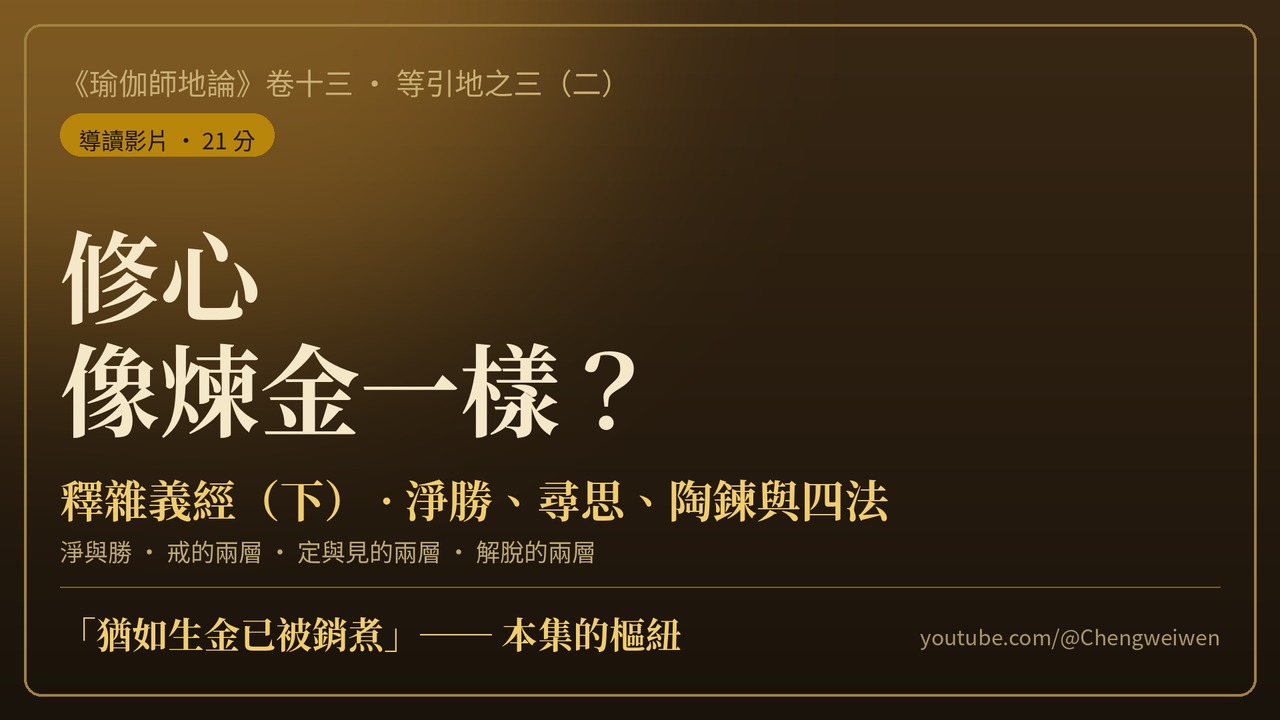 《瑜伽師地論》卷十三 · 等引地之三（二）
導讀影片 · 21 分
修心
像煉金一樣？
釋雜義經（下）· 淨勝、尋思、陶鍊與四法
淨與勝 · 戒的兩層 · 定與見的兩層 · 解脫的兩層
「猶如生金已被銷煮」—— 本集的樞紐
youtube.com/@Chengweiwen